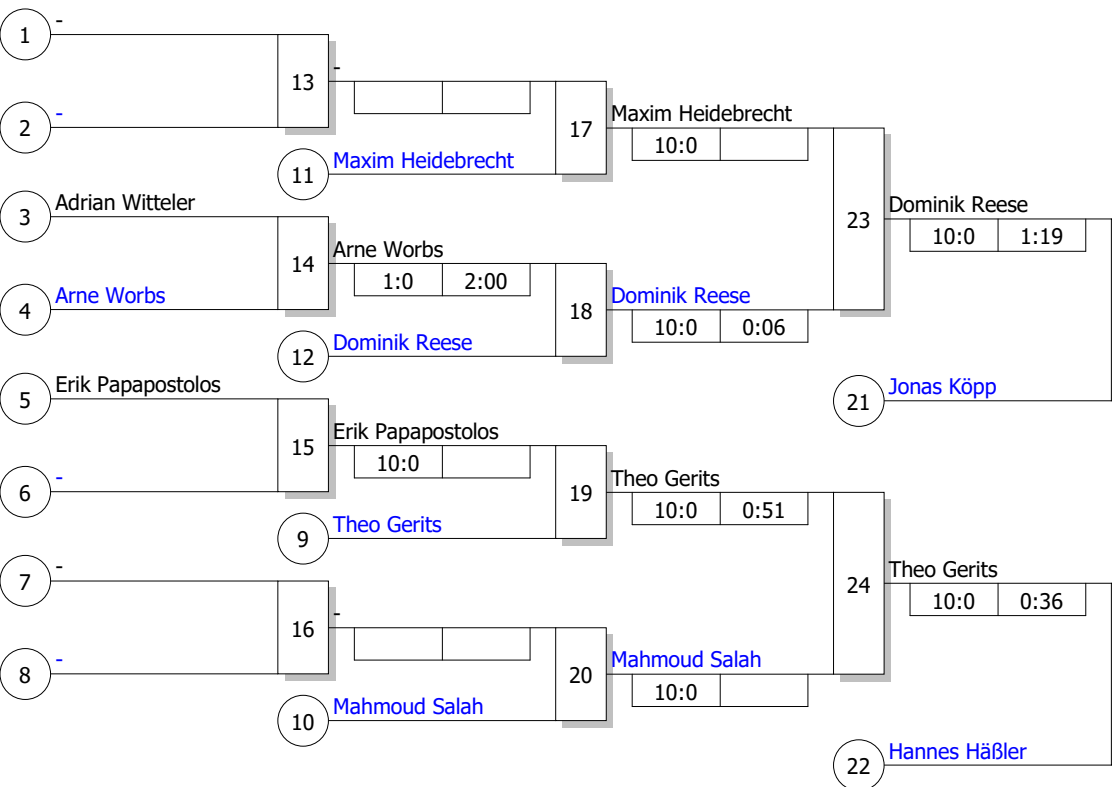 1 -
13 -
2 -
17 Maxim Heidebrecht
10:0
11 Maxim Heidebrecht
3 Adrian Witteler
23 Dominik Reese
10:0 1:19
14 Arne Worbs
1:0 2:00
4 Arne Worbs
18 Dominik Reese
10:0 0:06
12 Dominik Reese
5 Erik Papapostolos
21 Jonas Köpp
15 Erik Papapostolos
10:0
6 -
19 Theo Gerits
10:0 0:51
9 Theo Gerits
7 -
24 Theo Gerits
10:0 0:36
16 -
8 -
20 Mahmoud Salah
10:0
10 Mahmoud Salah
22 Hannes Häßler